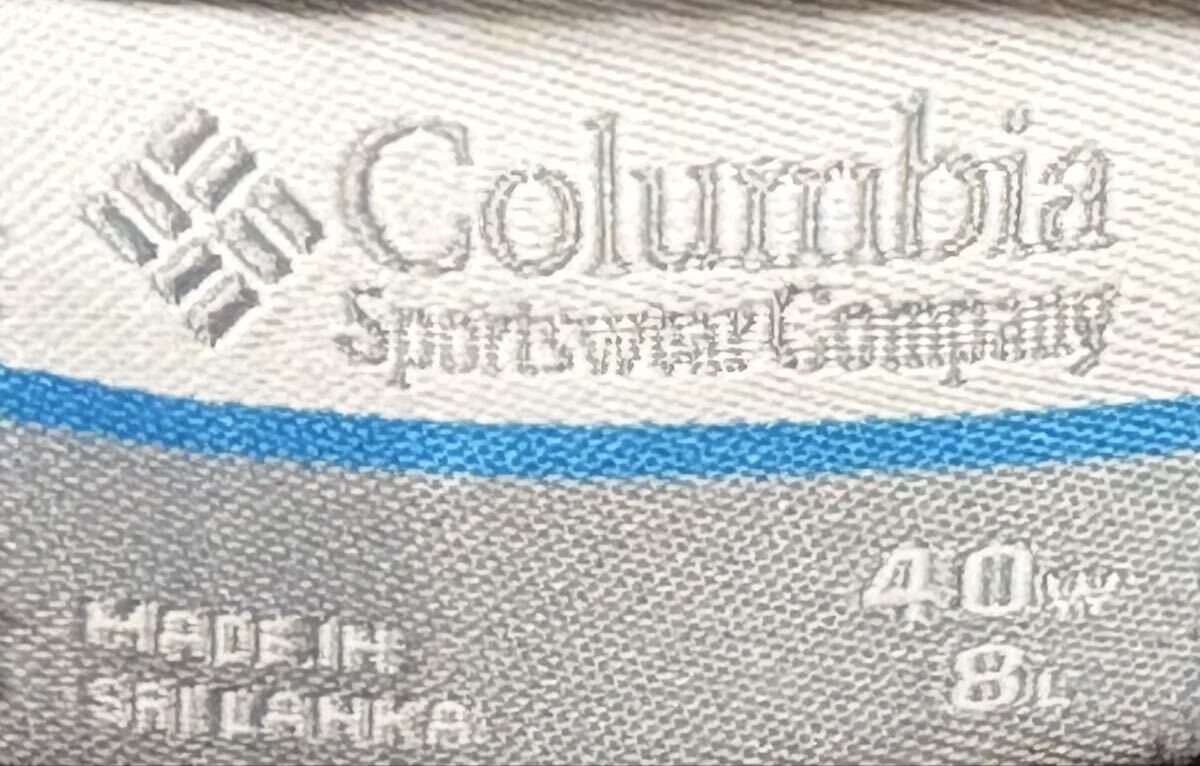 Columbia
Sportswear Company
40W
8L
MADE IN
SRI LANKA